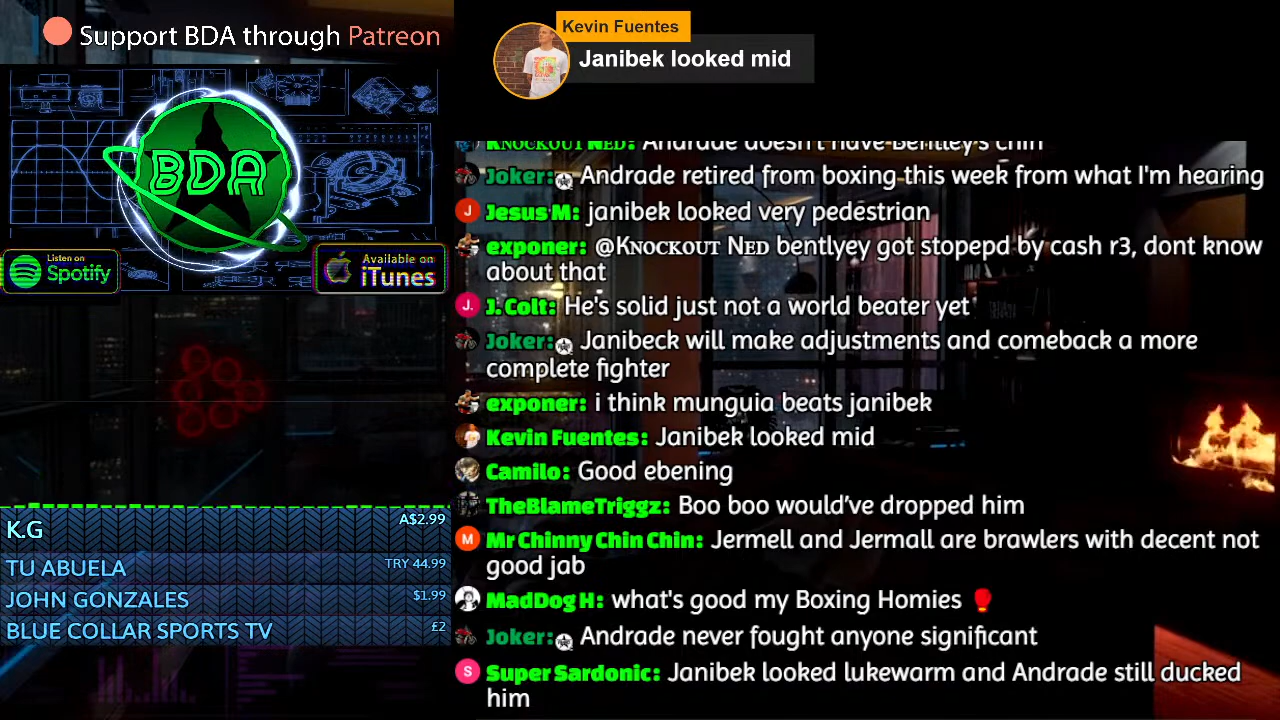 Support BDA through Patreon
BDA
Listen on
Spotify
Available on
iTunes
K.G A$2.99
TU ABUELA TRY 44.99
JOHN GONZALES $1.99
BLUE COLLAR SPORTS TV £2
Kevin Fuentes
Janibek looked mid
Knockout Ned: Andrade doesn't have Bentley's chin
Joker: Andrade retired from boxing this week from what I'm hearing
J Jesus M: janibek looked very pedestrian
exponer: @Knockout Ned bentlyey got stopepd by cash r3, dont know
about that
J. J. Colt: He's solid just not a world beater yet
Joker: Janibeck will make adjustments and comeback a more
complete fighter
exponer: i think munguia beats janibek
Kevin Fuentes: Janibek looked mid
Camilo: Good ebening
TheBlameTriggz: Boo boo would’ve dropped him
M Mr Chinny Chin Chin: Jermell and Jermall are brawlers with decent not
good jab
MadDog H: what's good my Boxing Homies 🥊
Joker: Andrade never fought anyone significant
S Super Sardonic: Janibek looked lukewarm and Andrade still ducked
him